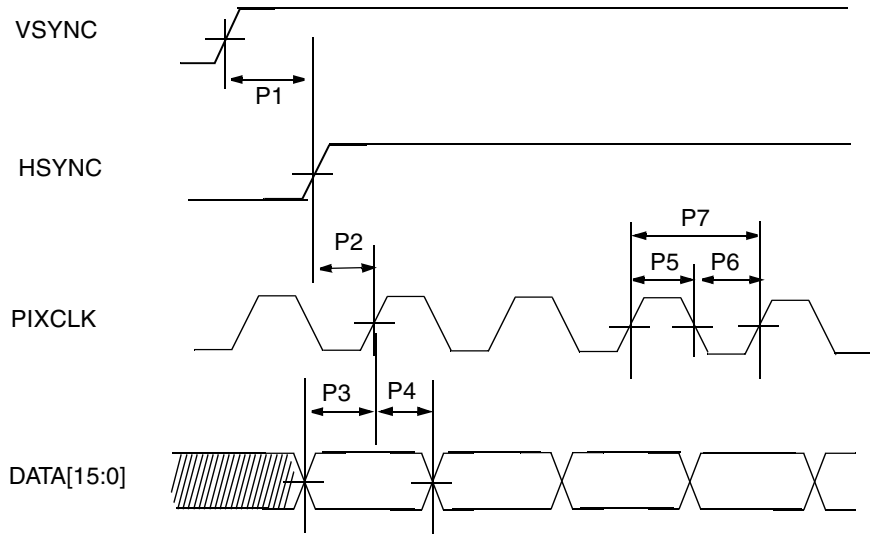 VSYNC
P1
HSYNC
P2
P7
P5 P6
PIXCLK
P3 P4
DATA[15:0]